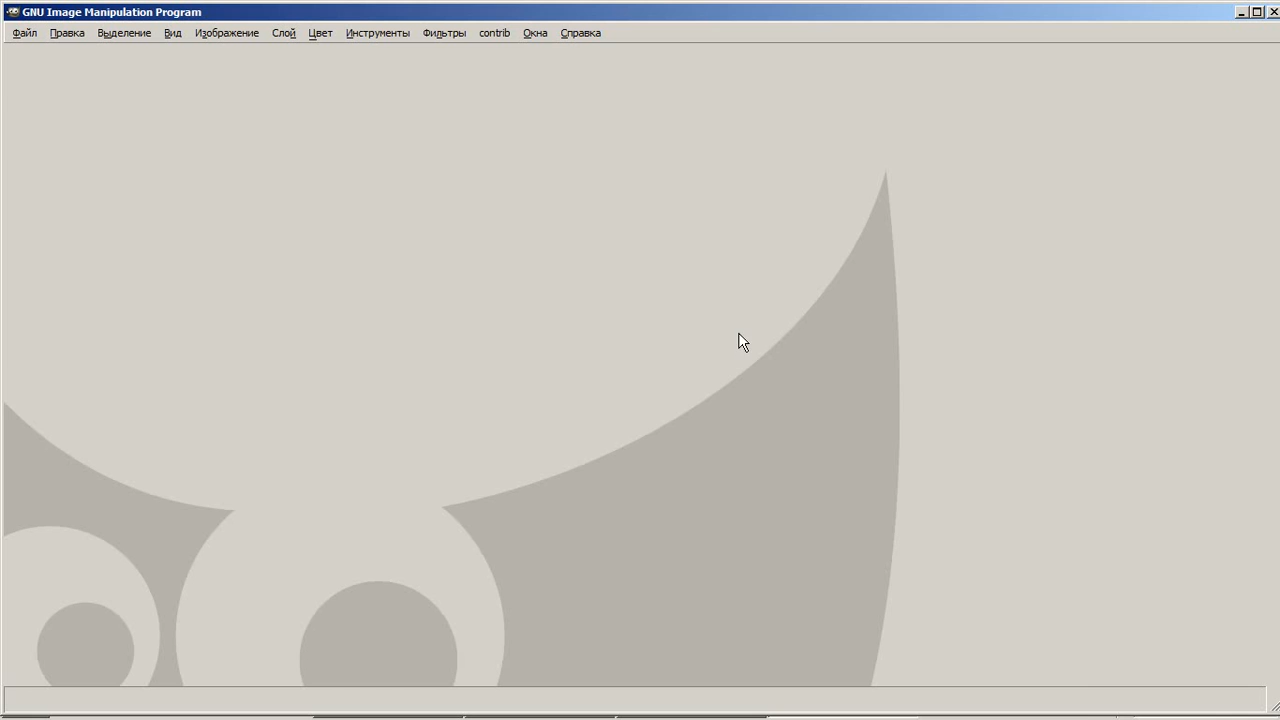 GNU Image Manipulation Program
Файл Правка Выделение Вид Изображение Слой Цвет Инструменты Фильтры contrib Окна Справка